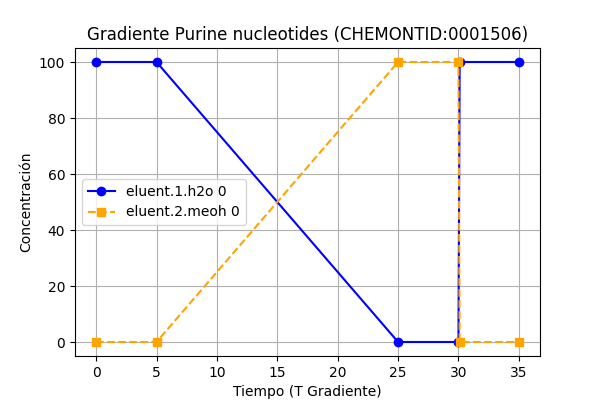 Gradiente Purine nucleotides (CHEMONTID:0001506)
Concentración
100
80
60
40
20
0
eluent.1.h2o 0
eluent.2.meoh 0
0 5 10 15 20 25 30 35
Tiempo (T Gradiente)